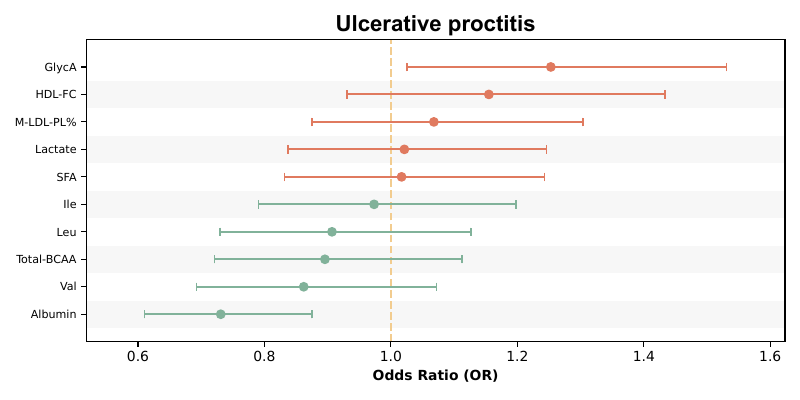 Ulcerative proctitis
GlycA
HDL-FC
M-LDL-PL%
Lactate
SFA
Ile
Leu
Total-BCAA
Val
Albumin
0.6 0.8 1.0 1.2 1.4 1.6
Odds Ratio (OR)